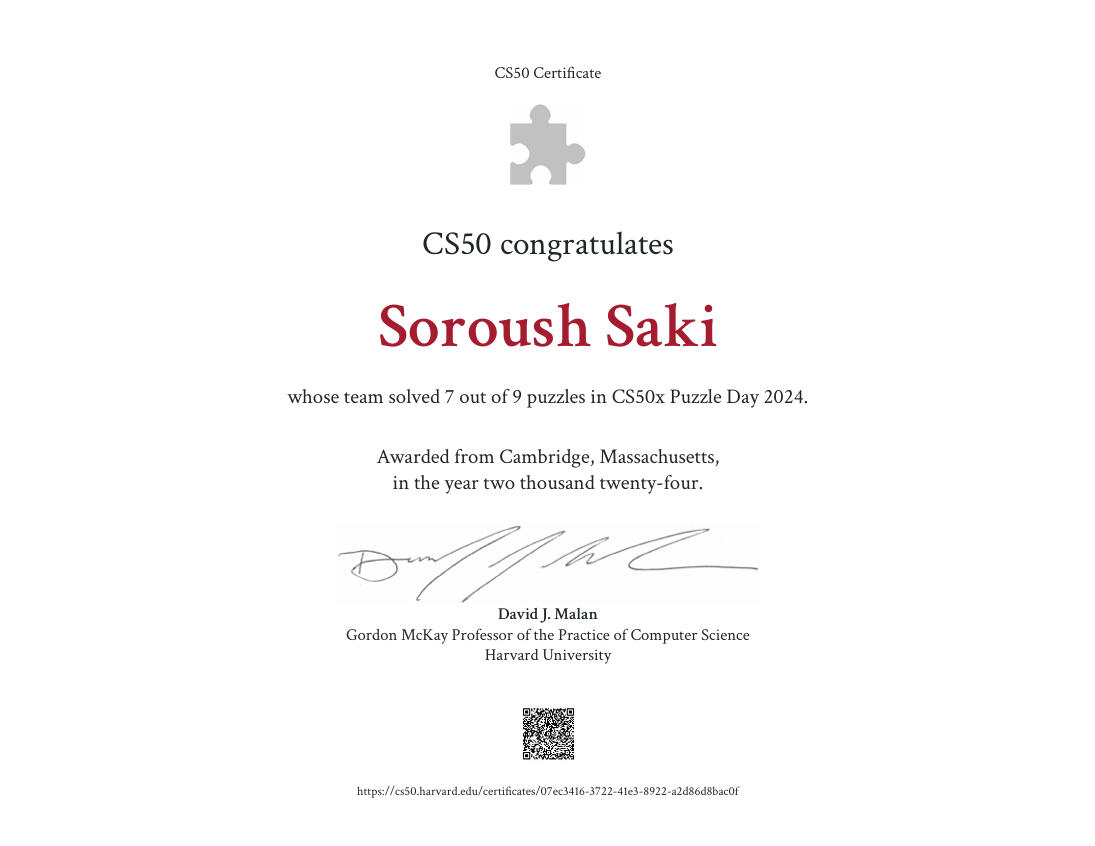 CS50 Certificate
CS50 congratulates
Soroush Saki
whose team solved 7 out of 9 puzzles in CS50x Puzzle Day 2024.
Awarded from Cambridge, Massachusetts,
in the year two thousand twenty-four.
David J. Malan
Gordon McKay Professor of the Practice of Computer Science
Harvard University
https://cs50.harvard.edu/certificates/07ec3416-3722-41e3-8922-a2d86d8bac0f